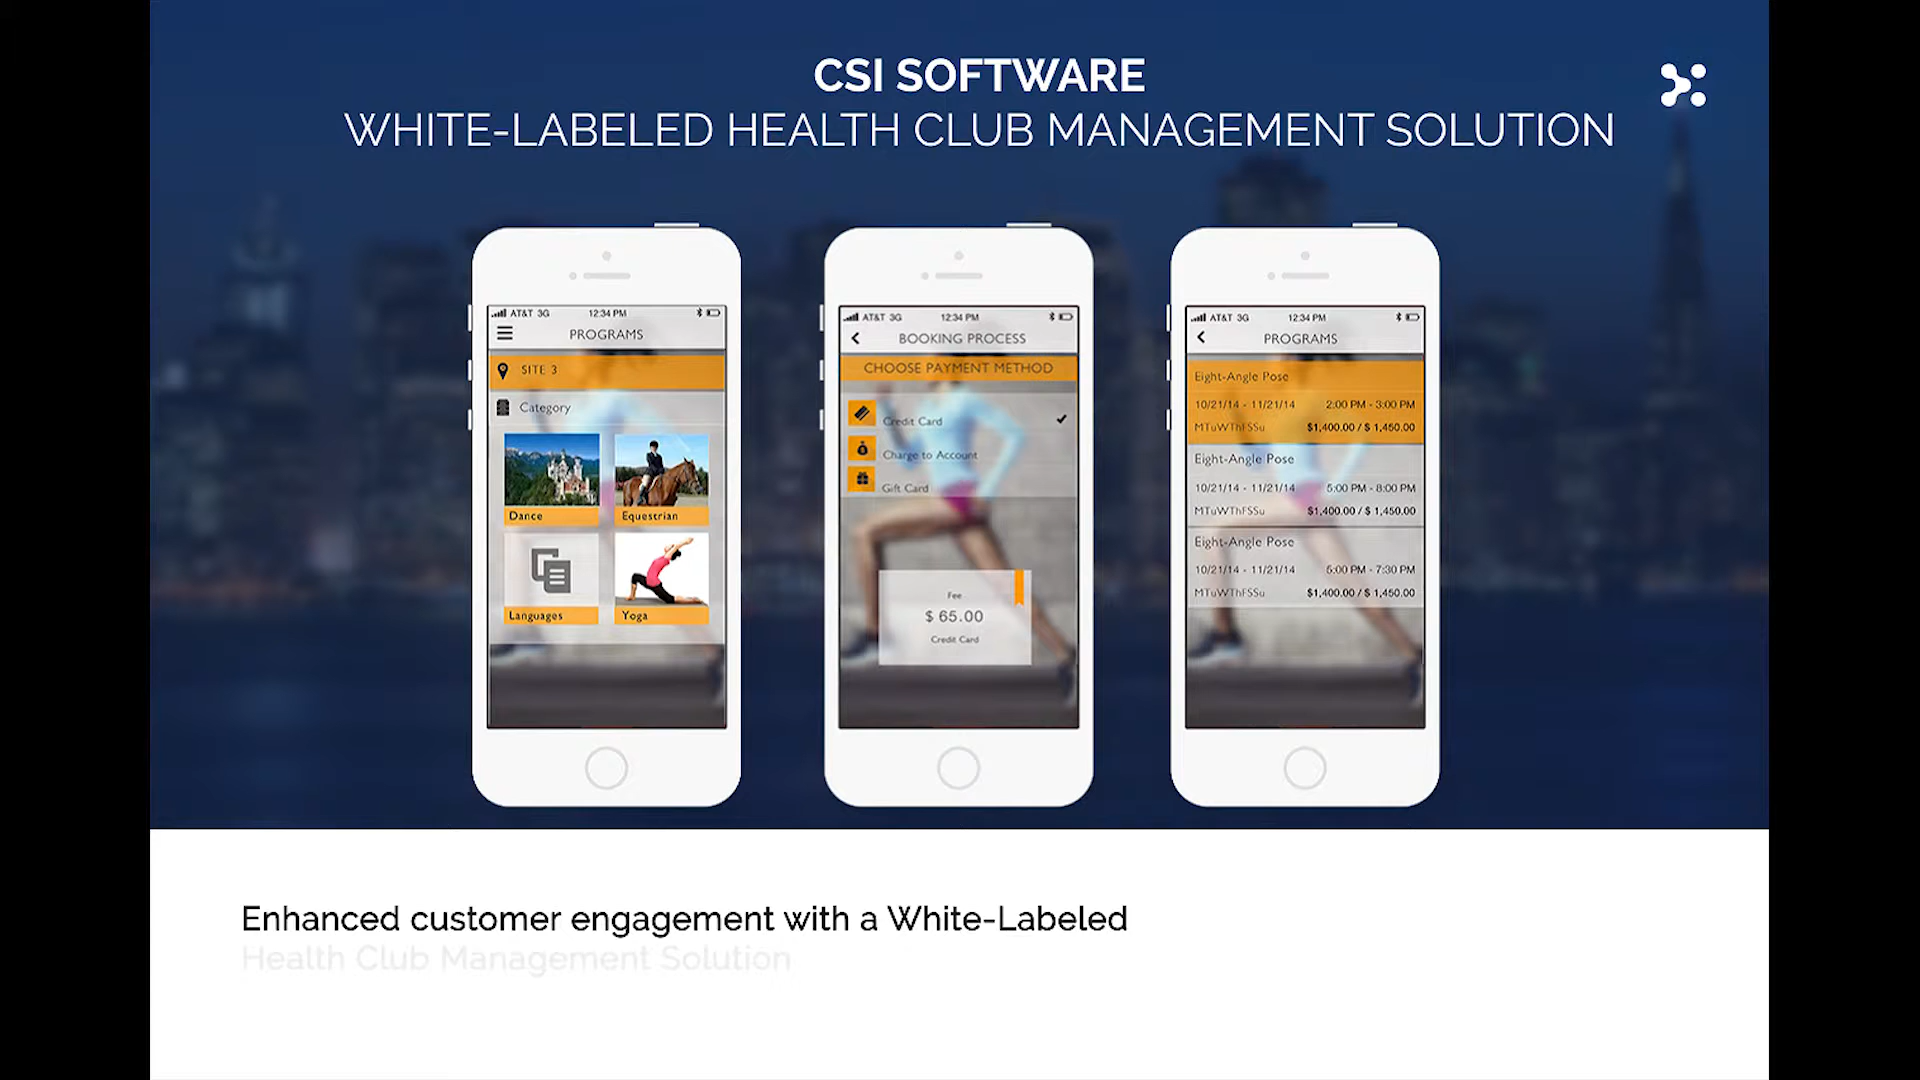 CSI SOFTWARE
WHITE-LABELED HEALTH CLUB MANAGEMENT SOLUTION
AT&T 3G 12:34 PM
PROGRAMS
SITE 3
Category
Dance
Equestrian
Languages
Yoga
AT&T 3G 12:34 PM
BOOKING PROCESS
CHOOSE PAYMENT METHOD
Credit Card
Charge to Account
Gift Card
Fee
$ 65.00
Credit Card
AT&T 3G 12:34 PM
PROGRAMS
Eight-Angle Pose
10/21/14 - 11/21/14 2:00 PM - 3:00 PM
MTuWThFSSu $1,400.00 / $ 1,450.00
Eight-Angle Pose
10/21/14 - 11/21/14 5:00 PM - 8:00 PM
MTuWThFSSu $1,400.00 / $ 1,450.00
Eight-Angle Pose
10/21/14 - 11/21/14 6:00 PM - 7:30 PM
MTuWThFSSu $1,400.00 / $ 1,450.00
Enhanced customer engagement with a White-Labeled
Health Club Management Solution